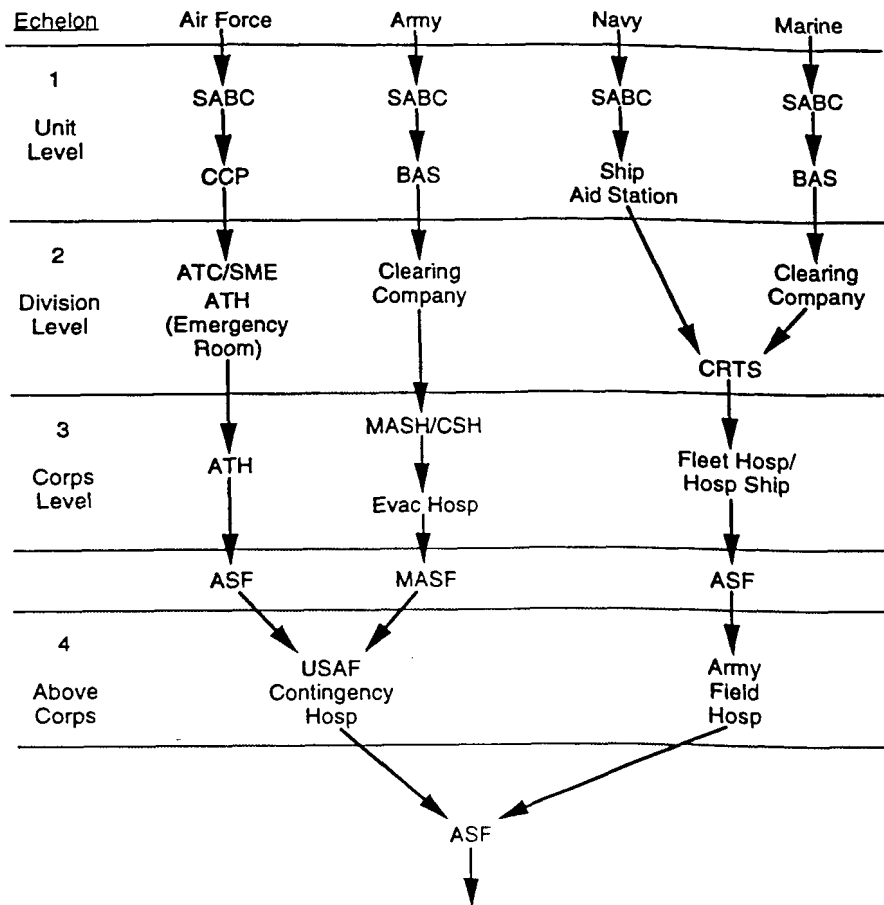 Echelon Air Force Army Navy Marine
1 SABC SABC SABC SABC
Unit
Level
CCP BAS Ship
Aid Station BAS
2
Division
Level
ATC/SME
ATH
(Emergency
Room)
Clearing
Company
Clearing
Company
CRTS
3
Corps
Level
ATH
MASH/CSH
Evac Hosp
Fleet Hosp/
Hosp Ship
ASF MASF ASF
4
Above
Corps
USAF
Contingency
Hosp
Army
Field
Hosp
ASF